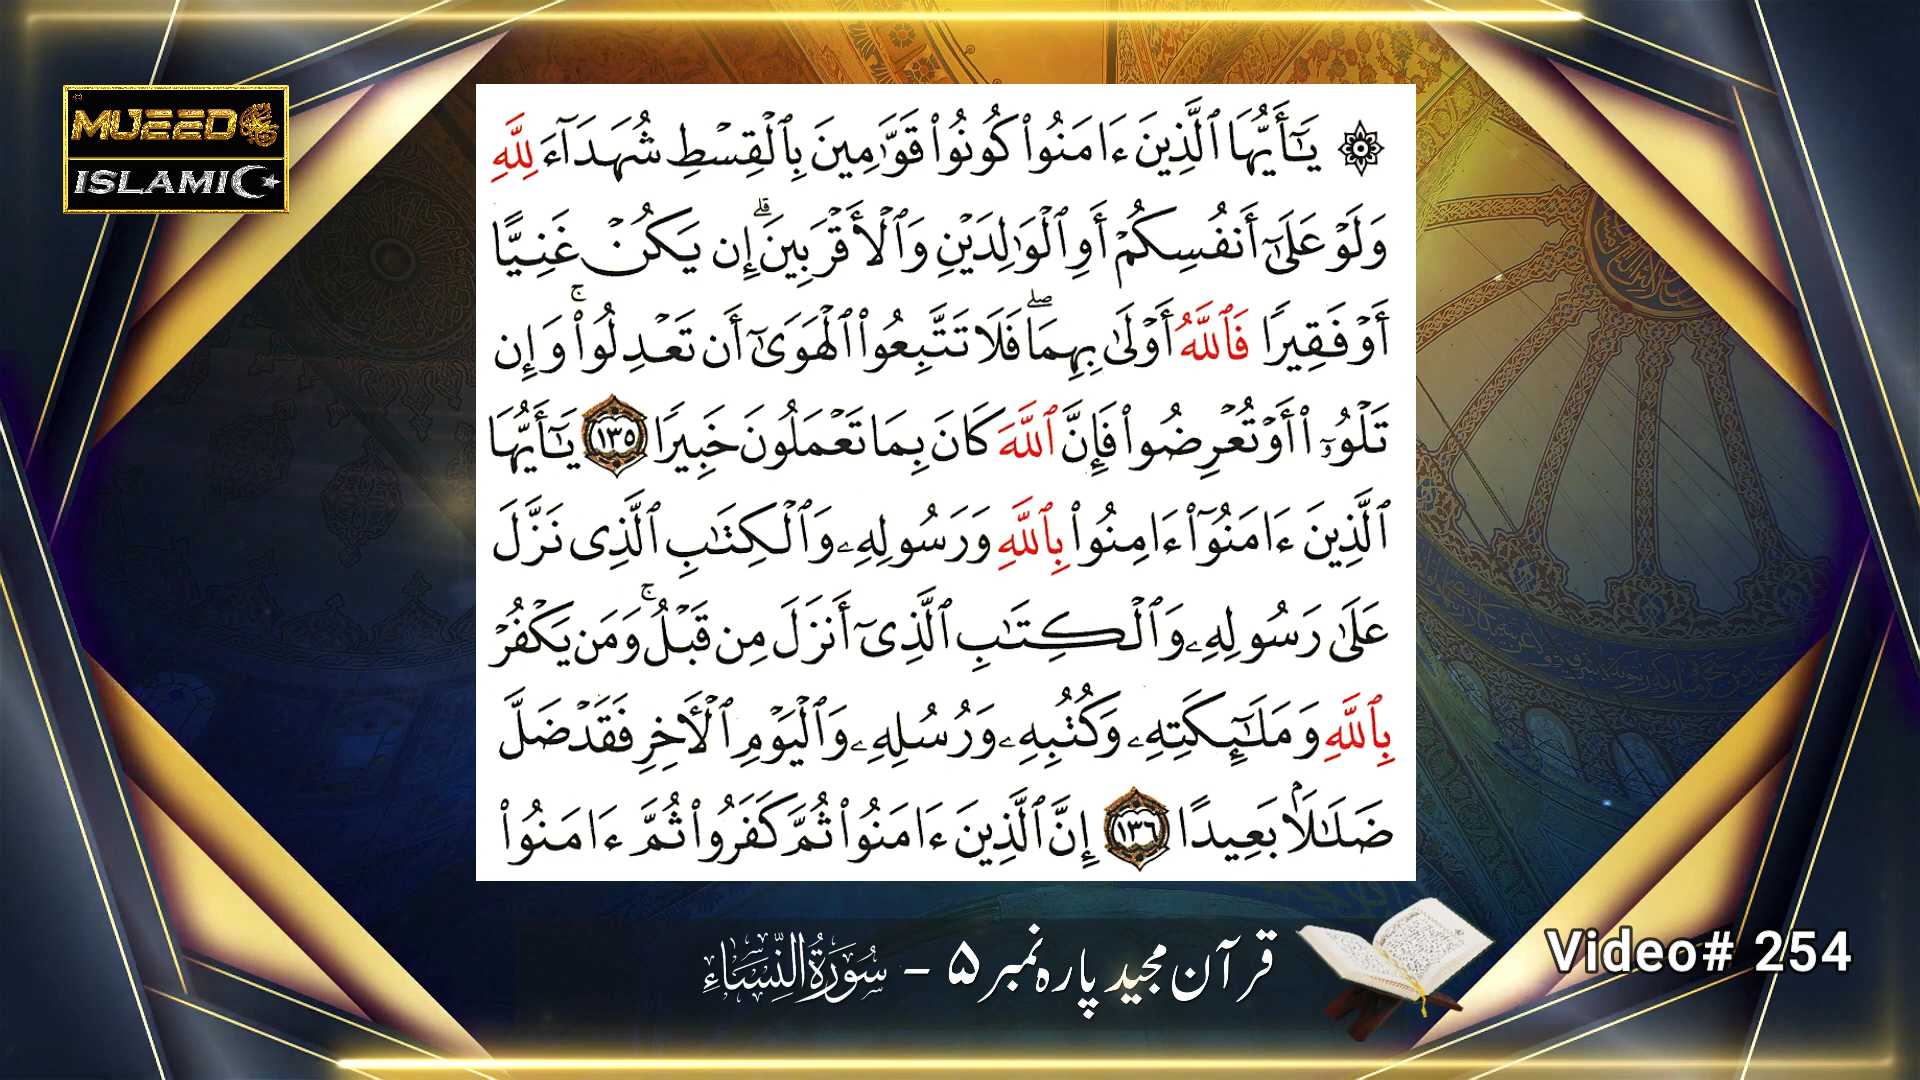 MUEED
ISLAMIC
۞ يَـٰٓأَيُّهَا ٱلَّذِينَ ءَامَنُوا۟ كُونُوا۟ قَوَّٰمِينَ بِٱلْقِسْطِ شُهَدَآءَ لِلَّهِ
وَلَوْ عَلَىٰٓ أَنفُسِكُمْ أَوِ ٱلْوَٰلِدَيْنِ وَٱلْأَقْرَبِينَ ۗ إِن يَكُنْ غَنِيًّا
أَوْ فَقِيرًا فَٱللَّهُ أَوْلَىٰ بِهِمَا ۖ فَلَا تَتَّبِعُوا۟ ٱلْهَوَىٰٓ أَن تَعْدِلُوا۟ ۚ وَإِن
تَلْوُۥٓا۟ أَوْ تُعْرِضُوا۟ فَإِنَّ ٱللَّهَ كَانَ بِمَا تَعْمَلُونَ خَبِيرًا ١٣٥ يَـٰٓأَيُّهَا
ٱلَّذِينَ ءَامَنُوٓا۟ ءَامِنُوا۟ بِٱللَّهِ وَرَسُولِهِۦ وَٱلْكِتَـٰبِ ٱلَّذِى نَزَّلَ
عَلَىٰ رَسُولِهِۦ وَٱلْكِتَـٰبِ ٱلَّذِىٓ أَنزَلَ مِن قَبْلُ ۚ وَمَن يَكْفُرْ
بِٱللَّهِ وَمَلَـٰٓئِكَتِهِۦ وَكُتُبِهِۦ وَرُسُلِهِۦ وَٱلْيَوْمِ ٱلْـَٔاخِرِ فَقَدْ ضَلَّ
ضَلَـٰلًۢا بَعِيدًا ١٣٦ إِنَّ ٱلَّذِينَ ءَامَنُوا۟ ثُمَّ كَفَرُوا۟ ثُمَّ ءَامَنُوا۟
قرآن مجید پارہ نمبر ۵ - سُورَةُ النِّسَاء
Video# 254